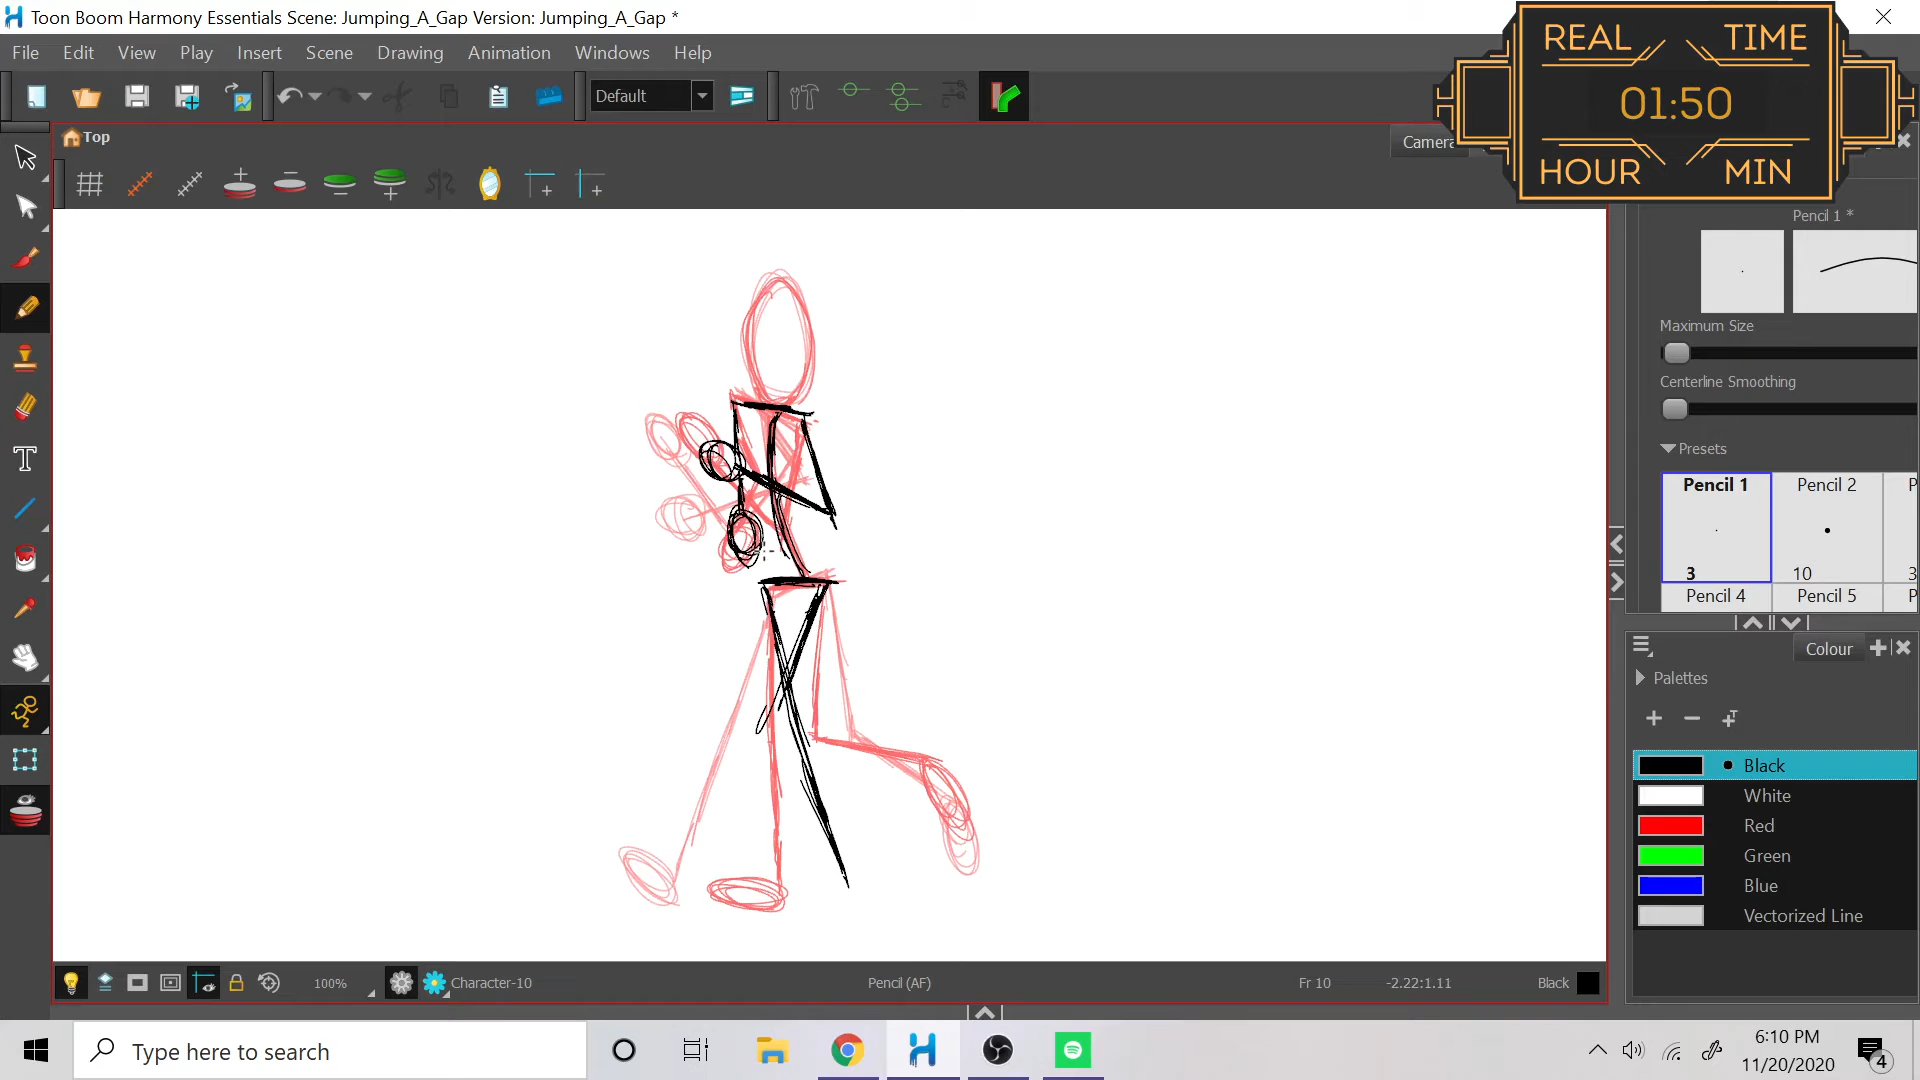 Toon Boom Harmony Essentials Scene: Jumping_A_Gap Version: Jumping_A_Gap *
File Edit View Play Insert Scene Drawing Animation Windows Help
REAL TIME
01:50
HOUR MIN
Default
Top
Camera
Pencil 1 *
Maximum Size
Centerline Smoothing
Presets
Pencil 1 Pencil 2 P
3 10 3
Pencil 4 Pencil 5 P
Colour
Palettes
Black
White
Red
Green
Blue
Vectorized Line
100% Character-10 Pencil (AF) Fr 10 -2.22:1.11 Black
Type here to search
6:10 PM
11/20/2020
4